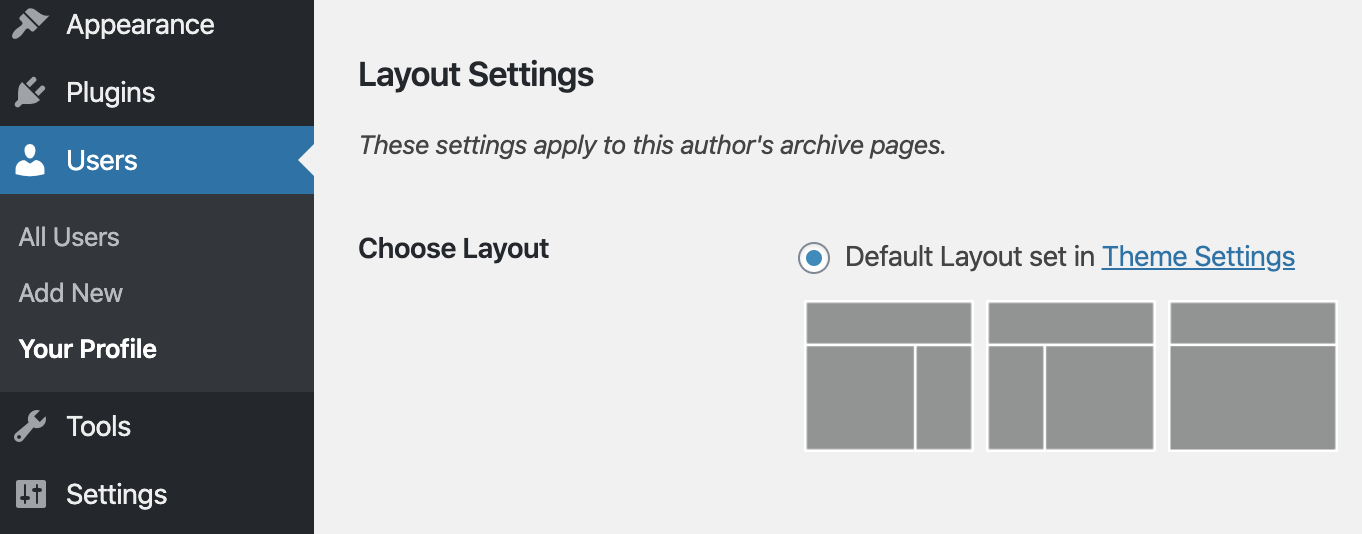 Appearance
Plugins
Users
All Users
Add New
Your Profile
Tools
Settings
Layout Settings
These settings apply to this author's archive pages.
Choose Layout
Default Layout set in Theme Settings